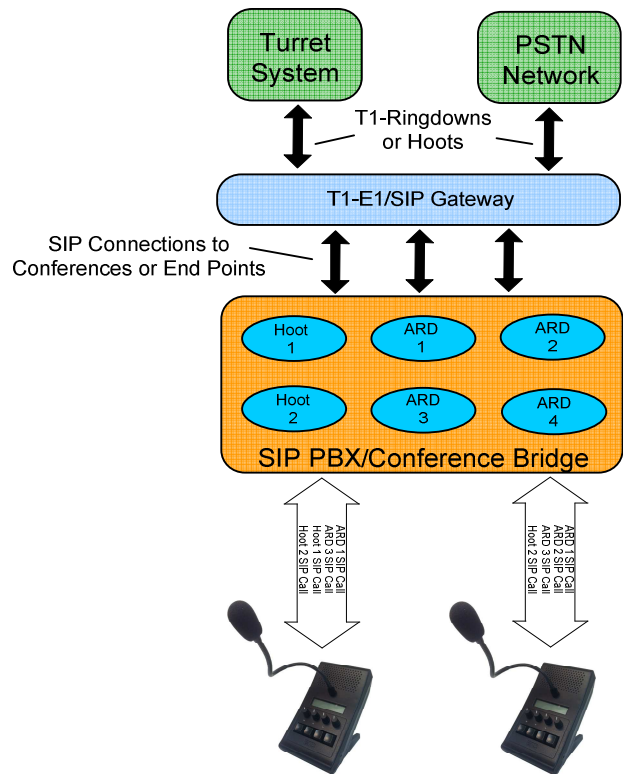 Turret
System
PSTN
Network
T1-Ringdowns
or Hoots
T1-E1/SIP Gateway
SIP Connections to
Conferences or End Points
Hoot
1
ARD
1
ARD
2
Hoot
2
ARD
3
ARD
4
SIP PBX/Conference Bridge
ARD 1 SIP Call
ARD 3 SIP Call
Hoot 1 SIP Call
Hoot 2 SIP Call
ARD 1 SIP Call
ARD 2 SIP Call
ARD 3 SIP Call
Hoot 2 SIP Call